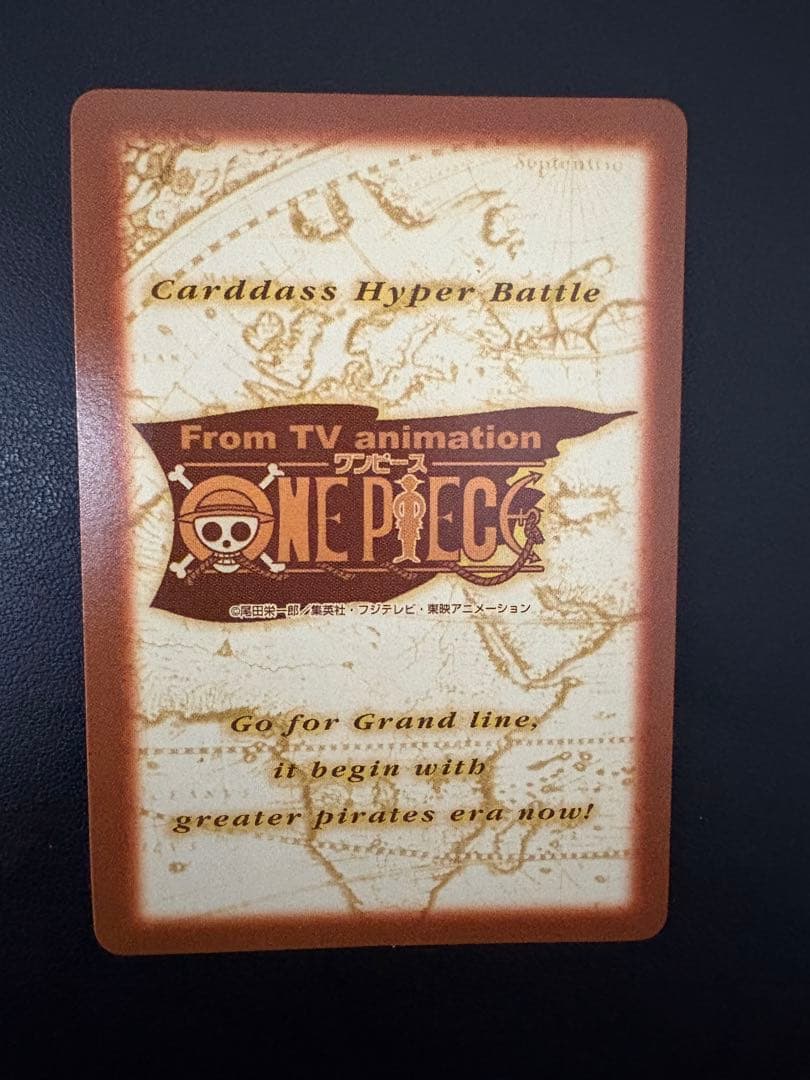 Septentrio
Carddass Hyper Battle
From TV animation
ワンピース
ONE PIECE
©尾田栄一郎／集英社・フジテレビ・東映アニメーション
Go for Grand line,
it begin with
greater pirates era now!